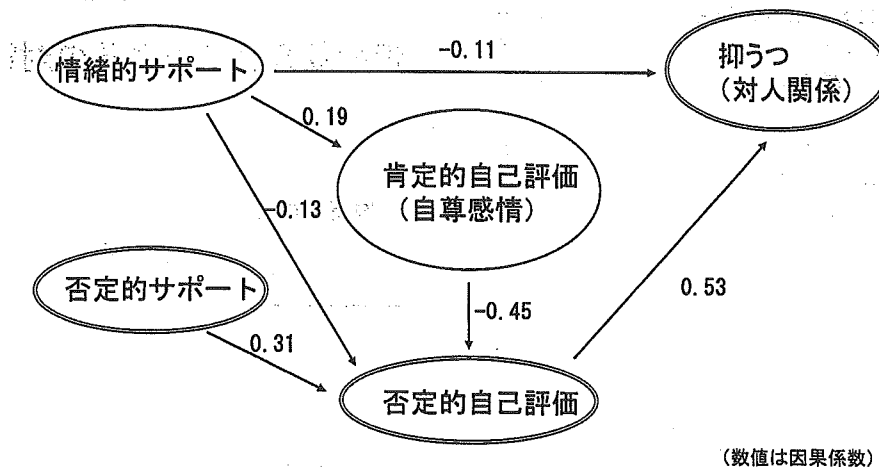 情緒的サポート
-0.11
抑うつ
(対人関係)
0.19
肯定的自己評価
(自尊感情)
-0.13
否定的サポート
-0.45
0.53
0.31
否定的自己評価
(数値は因果係数)